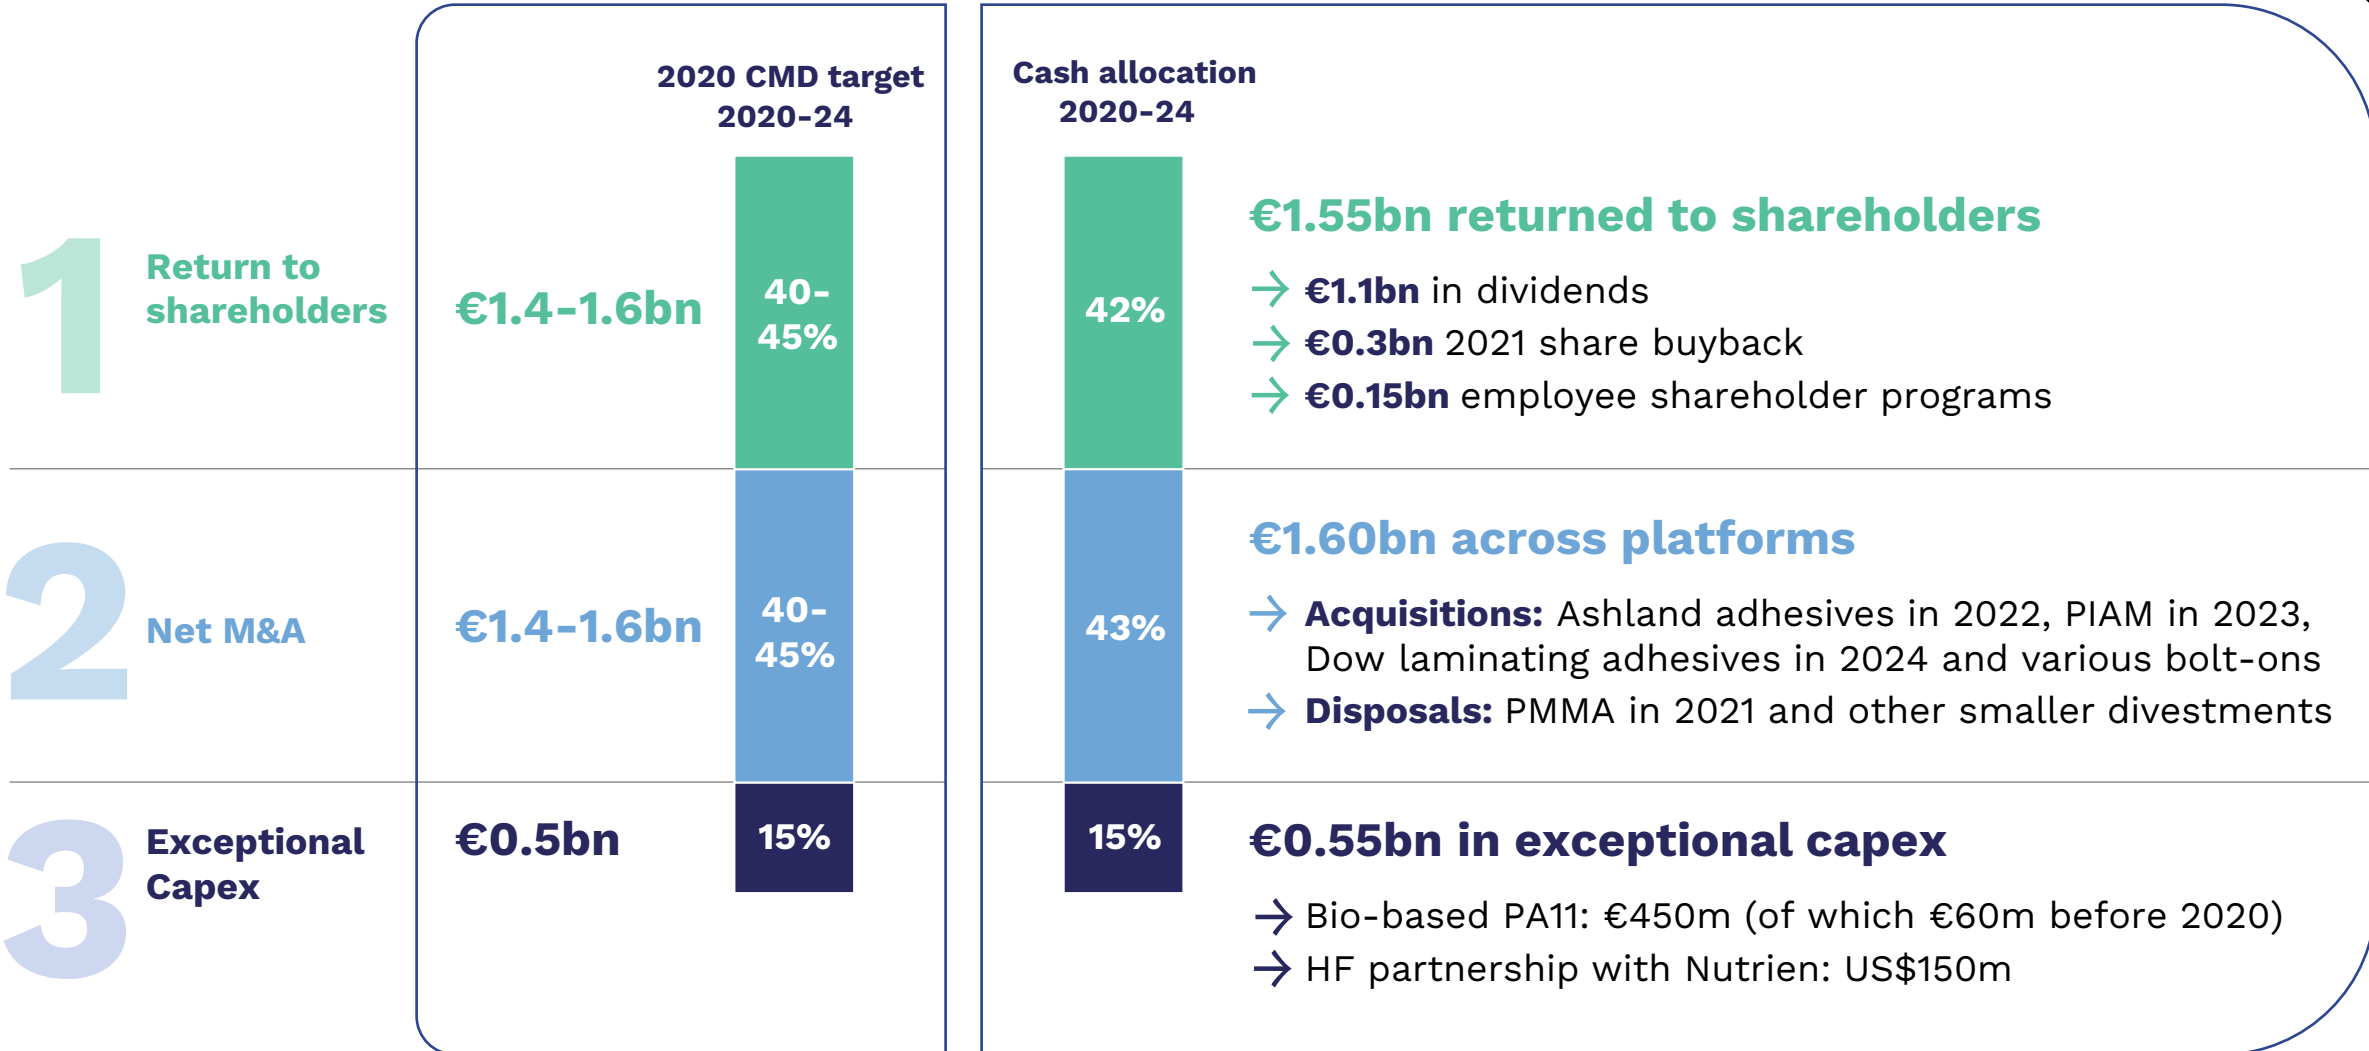 2020 CMD target
2020-24
Cash allocation
2020-24
1
Return to
shareholders
€1.4-1.6bn
40-
45%
42%
€1.55bn returned to shareholders
→ €1.1bn in dividends
→ €0.3bn 2021 share buyback
→ €0.15bn employee shareholder programs
2
Net M&A
€1.4-1.6bn
40-
45%
43%
€1.60bn across platforms
→ Acquisitions: Ashland adhesives in 2022, PIAM in 2023,
Dow laminating adhesives in 2024 and various bolt-ons
→ Disposals: PMMA in 2021 and other smaller divestments
3
Exceptional
Capex
€0.5bn
15%
15%
€0.55bn in exceptional capex
→ Bio-based PA11: €450m (of which €60m before 2020)
→ HF partnership with Nutrien: US$150m